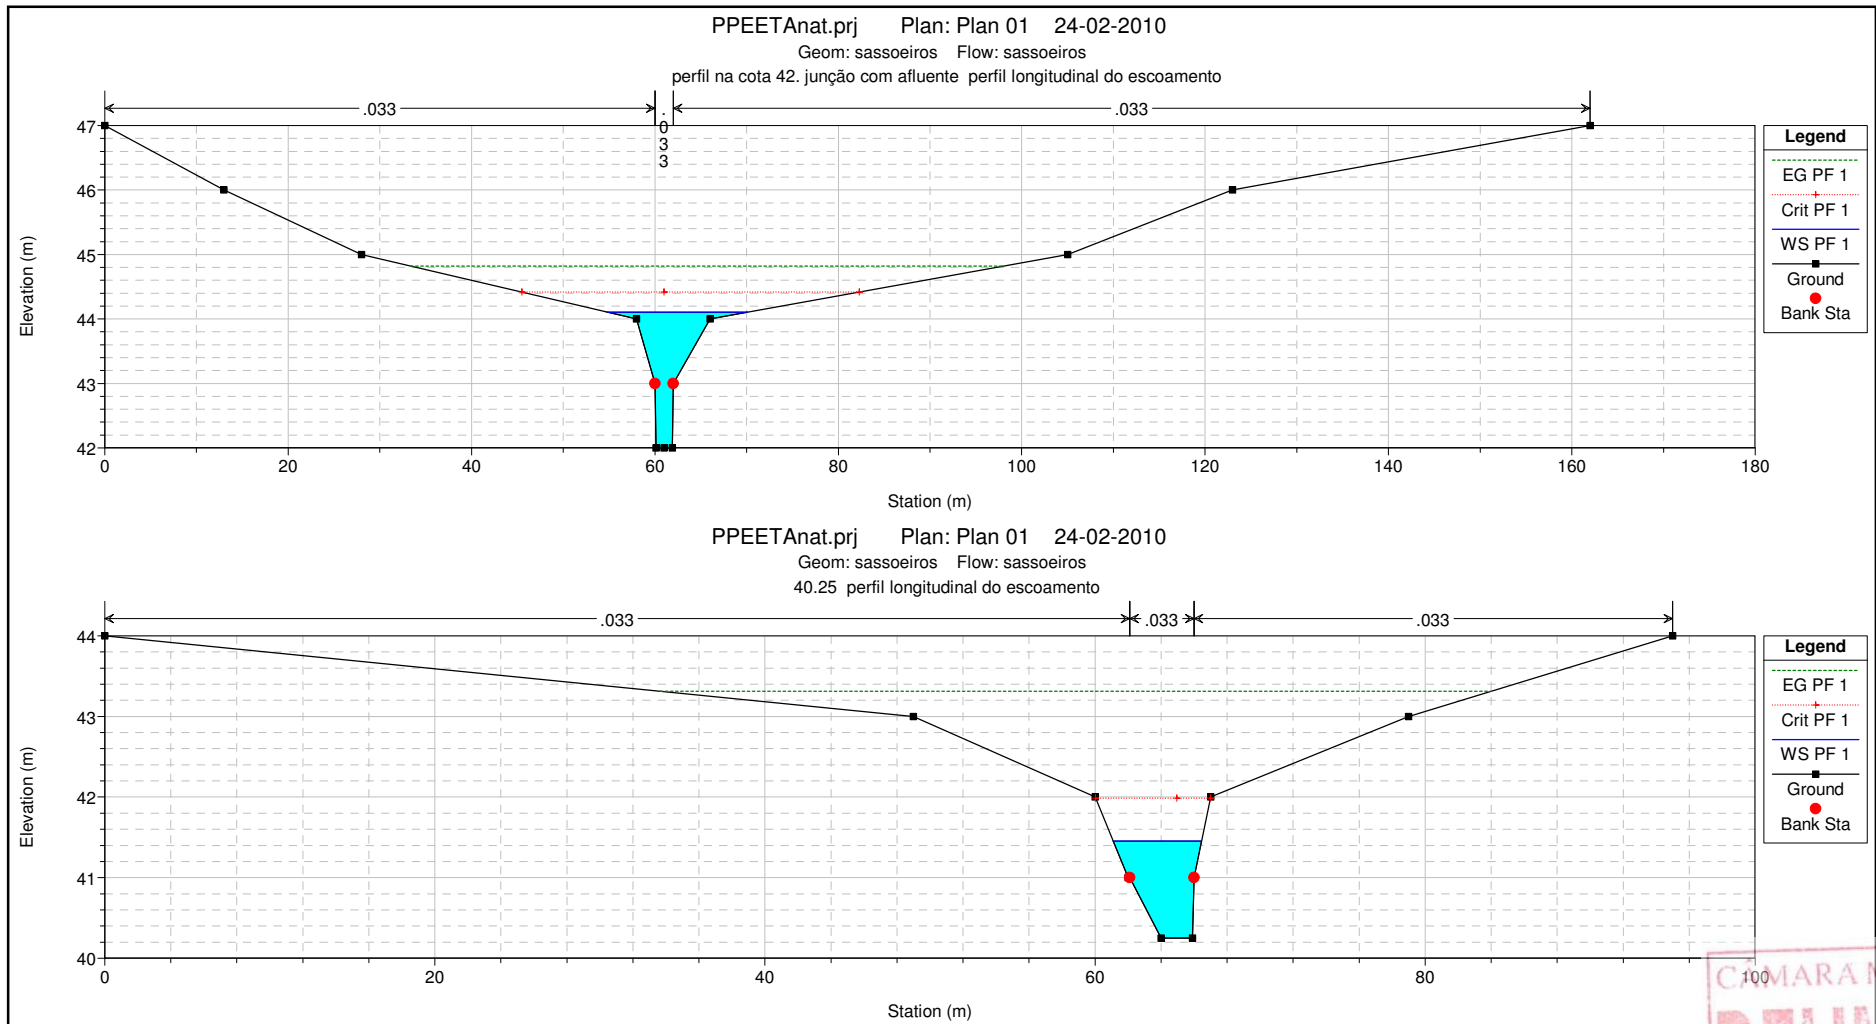 PPEETAnat.prj Plan: Plan 01 24-02-2010
Geom: sassoeiros Flow: sassoeiros
perfil na cota 42. junção com afluente perfil longitudinal do escoamento
.033
.033
.033
47
46
45
44
43
42
Elevation (m)
0
20
40
60
80
100
120
140
160
180
Station (m)
Legend
EG PF 1
Crit PF 1
WS PF 1
Ground
Bank Sta
PPEETAnat.prj Plan: Plan 01 24-02-2010
Geom: sassoeiros Flow: sassoeiros
40.25 perfil longitudinal do escoamento
.033
.033
.033
44
43
42
41
40
Elevation (m)
0
20
40
60
80
100
Station (m)
Legend
EG PF 1
Crit PF 1
WS PF 1
Ground
Bank Sta
CÂMARA